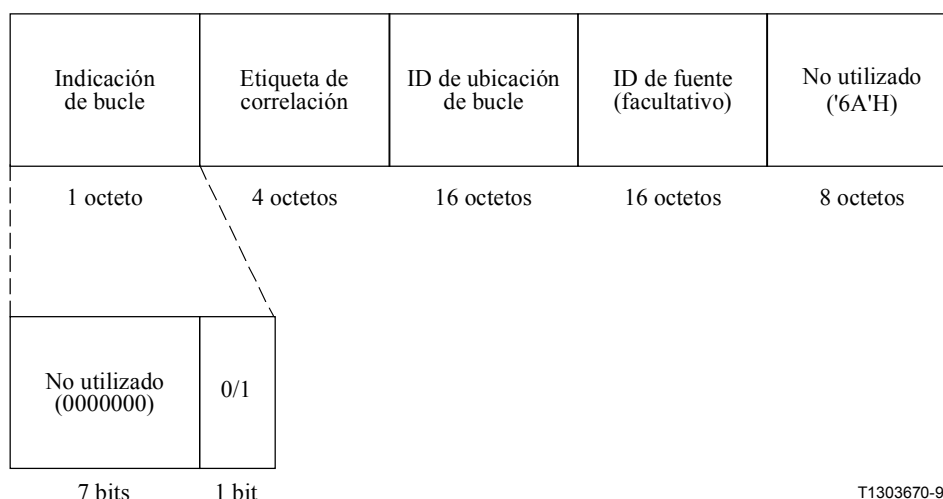 Indicación
de bucle
Etiqueta de
correlación
ID de ubicación
de bucle
ID de fuente
(facultativo)
No utilizado
('6A'H)
1 octeto
4 octetos
16 octetos
16 octetos
8 octetos
No utilizado
(0000000)
0/1
7 bits
1 bit
T1303670-9